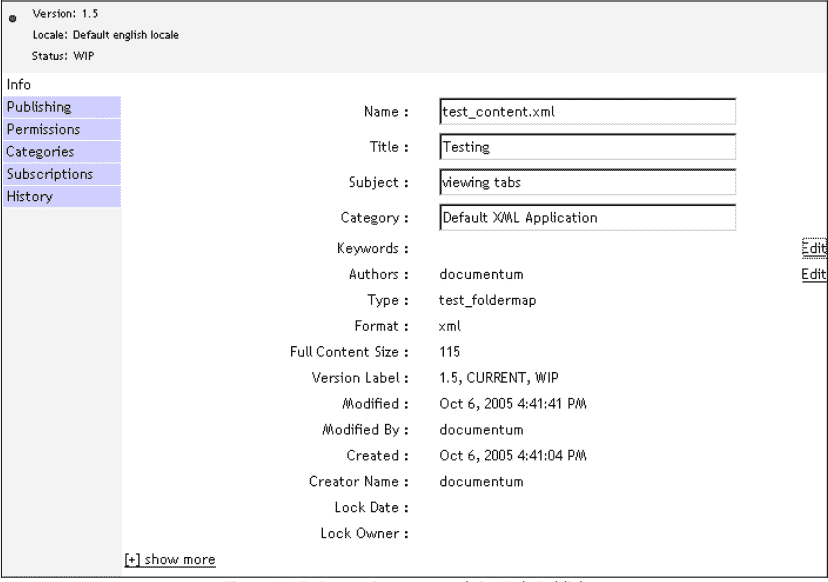 Version: 1.5
Locale: Default english locale
Status: WIP
Info
Publishing
Permissions
Categories
Subscriptions
History
Name : test_content.xml
Title : Testing
Subject : viewing tabs
Category : Default XML Application
Keywords : Edit
Authors : documentum Edit
Type : test_foldermap
Format : xml
Full Content Size : 115
Version Label : 1.5, CURRENT, WIP
Modified : Oct 6, 2005 4:41:41 PM
Modified By : documentum
Created : Oct 6, 2005 4:41:04 PM
Creator Name : documentum
Lock Date :
Lock Owner :
[+] show more